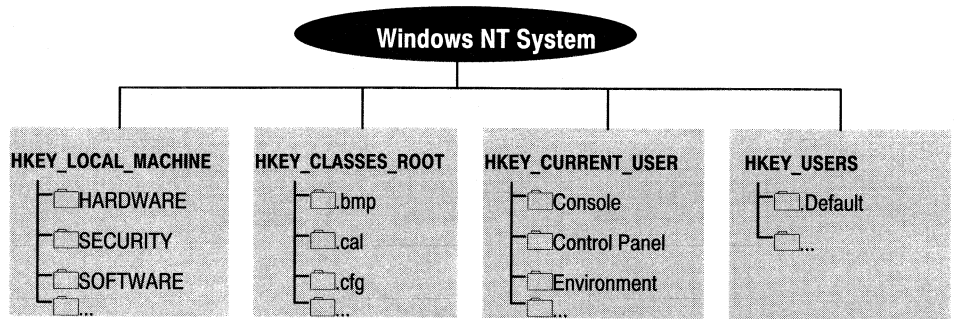 Windows NT System
HKEY_LOCAL_MACHINE
HARDWARE
SECURITY
SOFTWARE
...
HKEY_CLASSES_ROOT
.bmp
.cal
.cfg
...
HKEY_CURRENT_USER
Console
Control Panel
Environment
...
HKEY_USERS
.Default
...